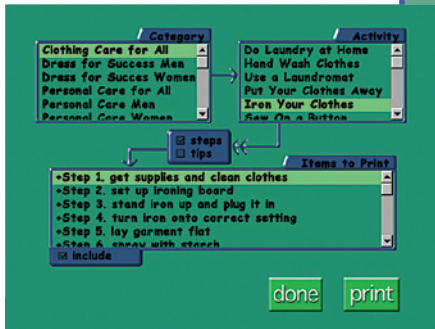 Category
Clothing Care for All
Dress for Success Men
Dress for Succes Women
Personal Care for All
Personal Care Men
Personal Care Women
Activity
Do Laundry at Home
Hand Wash Clothes
Use a Laundromat
Put Your Clothes Away
Iron Your Clothes
Sew On a Button
steps
tips
Items to Print
+Step 1. get supplies and clean clothes
+Step 2. set up ironing board
+Step 3. stand iron up and plug it in
+Step 4. turn iron onto correct setting
+Step 5. lay garment flat
+Step 6. spray with starch
include
done
print